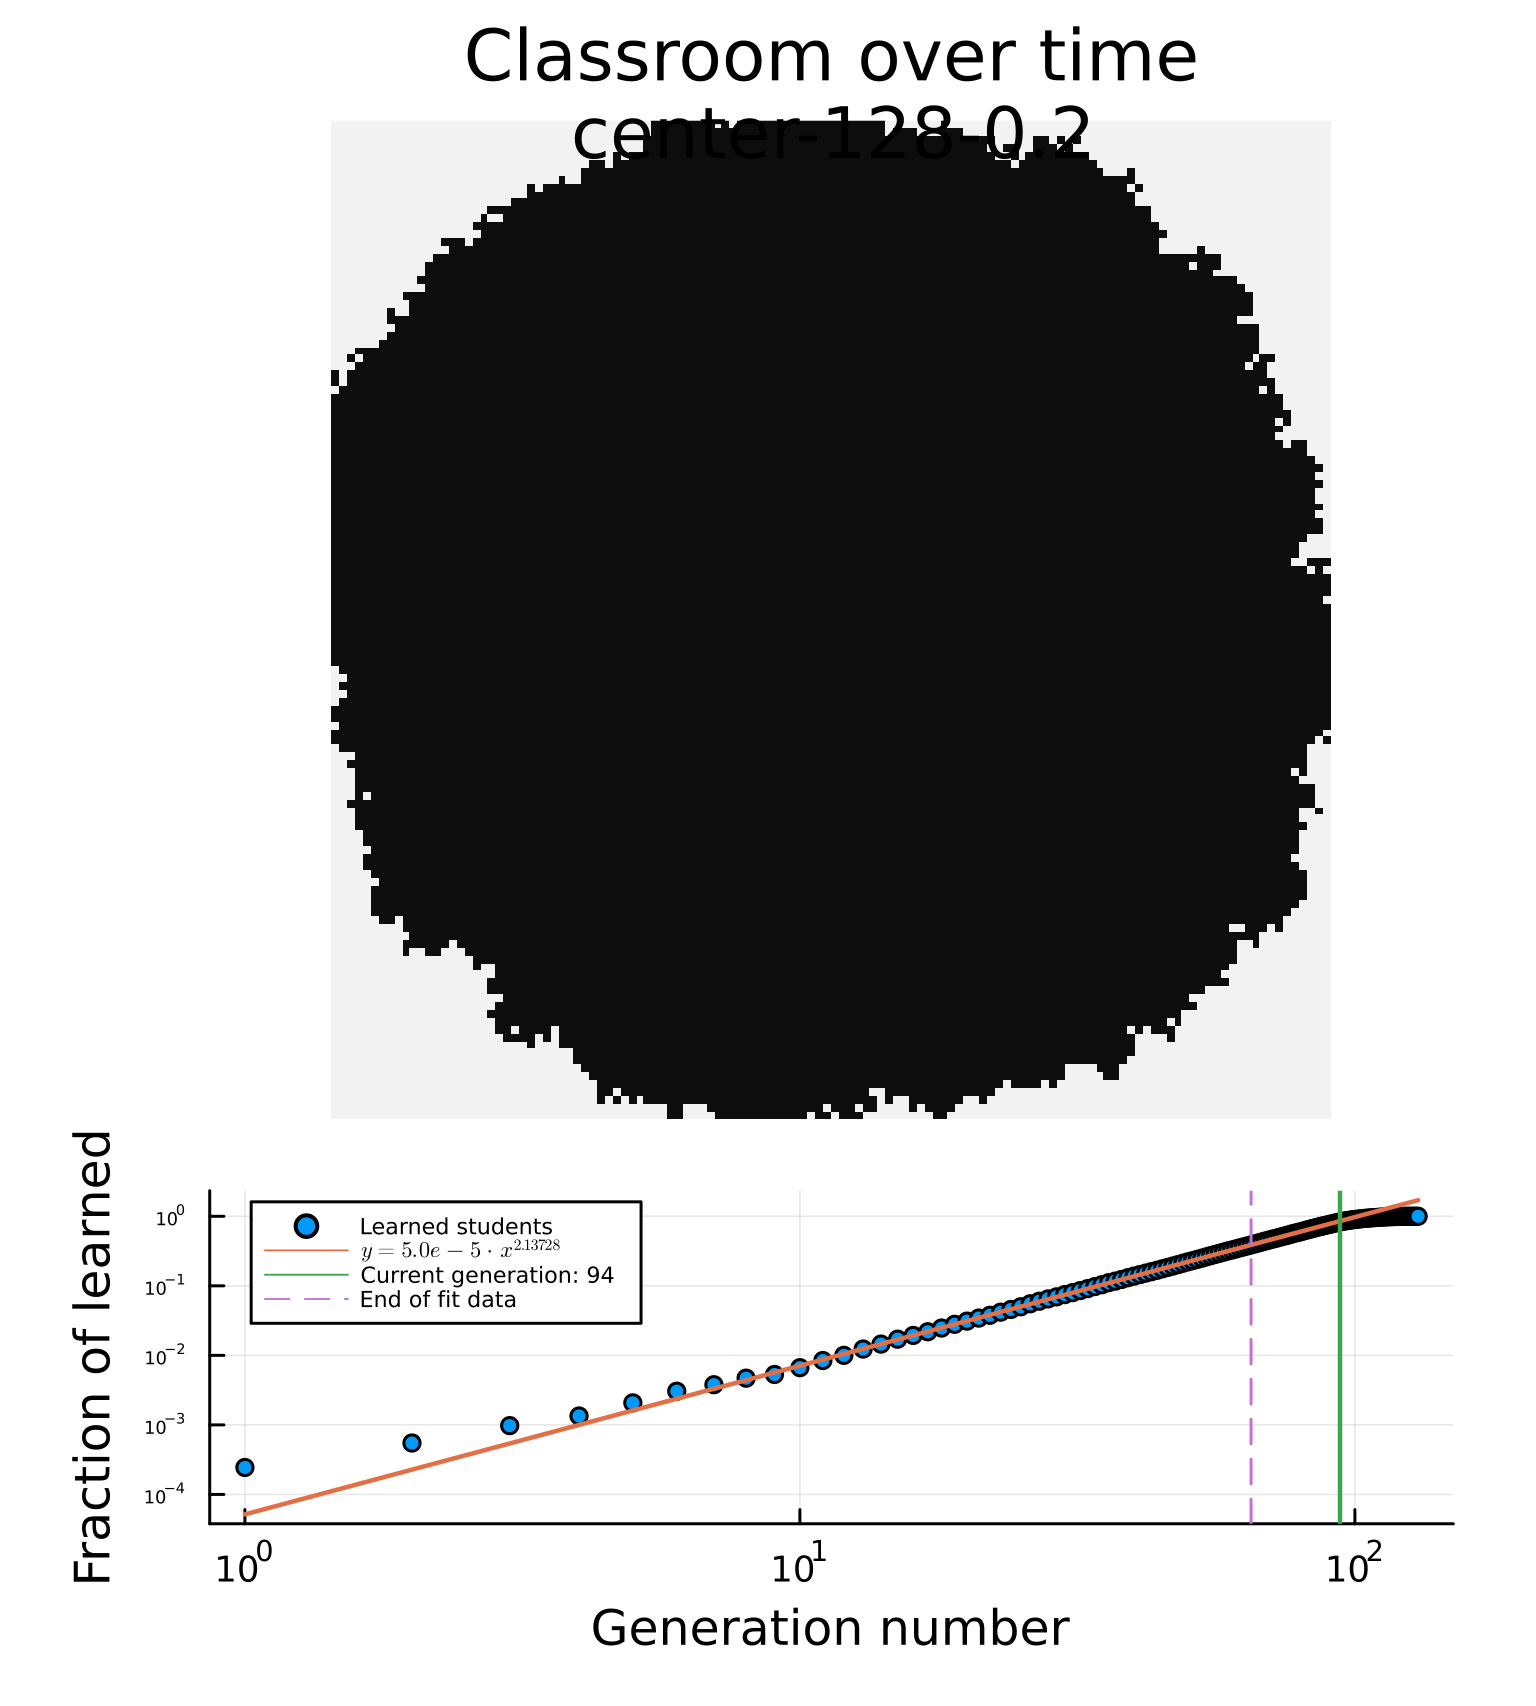 Classroom over time
center-128-0.2
Fraction of learned
10^0
10^-1
10^-2
10^-3
10^-4
Learned students
y = 5.0e − 5 · x^2.13728
Current generation: 94
End of fit data
10^0 10^1 10^2
Generation number